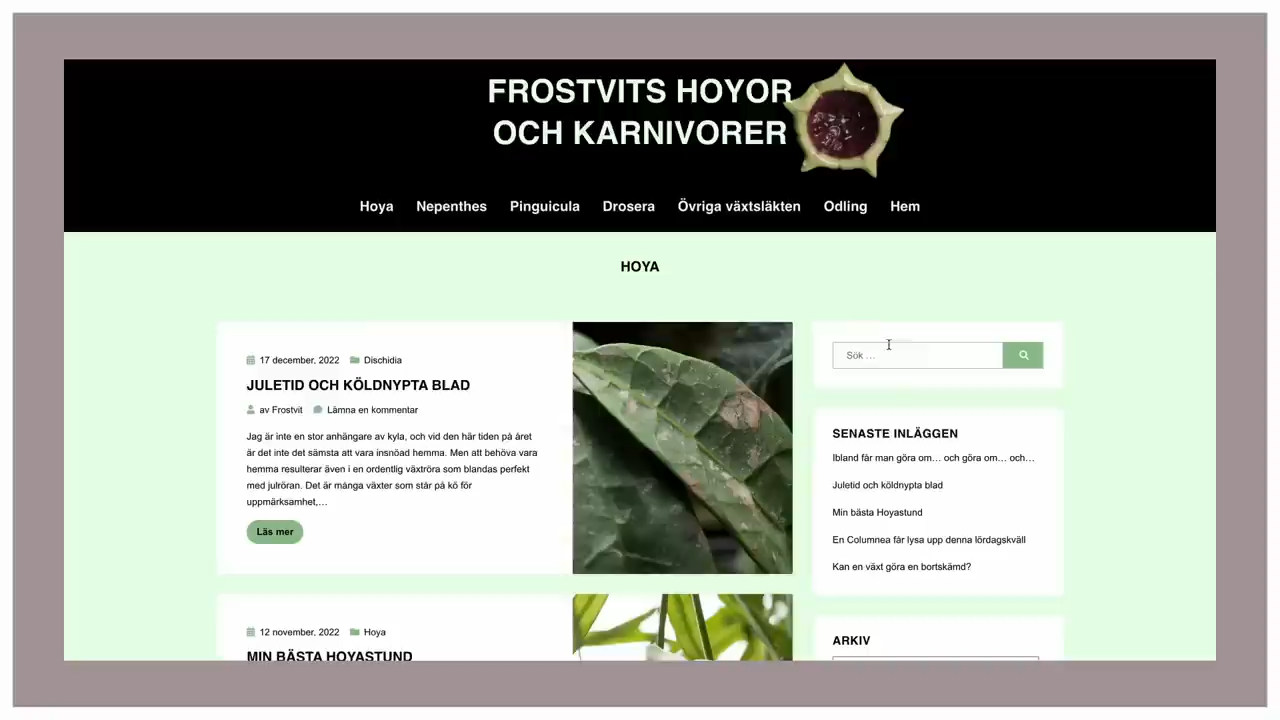 FROSTVITS HOYOR
OCH KARNIVORER
Hoya Nepenthes Pinguicula Drosera Övriga växtsläkten Odling Hem
HOYA
17 december, 2022 Dischidia
JULETID OCH KÖLDNYPTA BLAD
av Frostvit Lämna en kommentar
Jag är inte en stor anhängare av kyla, och vid den här tiden på året
är det inte det sämsta att vara insnöad hemma. Men att behöva vara
hemma resulterar även i en ordentlig växtröra som blandas perfekt
med julröran. Det är många växter som står på kö för
uppmärksamhet,…
Läs mer
12 november, 2022 Hoya
MIN BÄSTA HOYASTUND
Sök …
SENASTE INLÄGGEN
Ibland får man göra om… och göra om… och…
Juletid och köldnypta blad
Min bästa Hoyastund
En Columnea får lysa upp denna lördagskväll
Kan en växt göra en bortskämd?
ARKIV